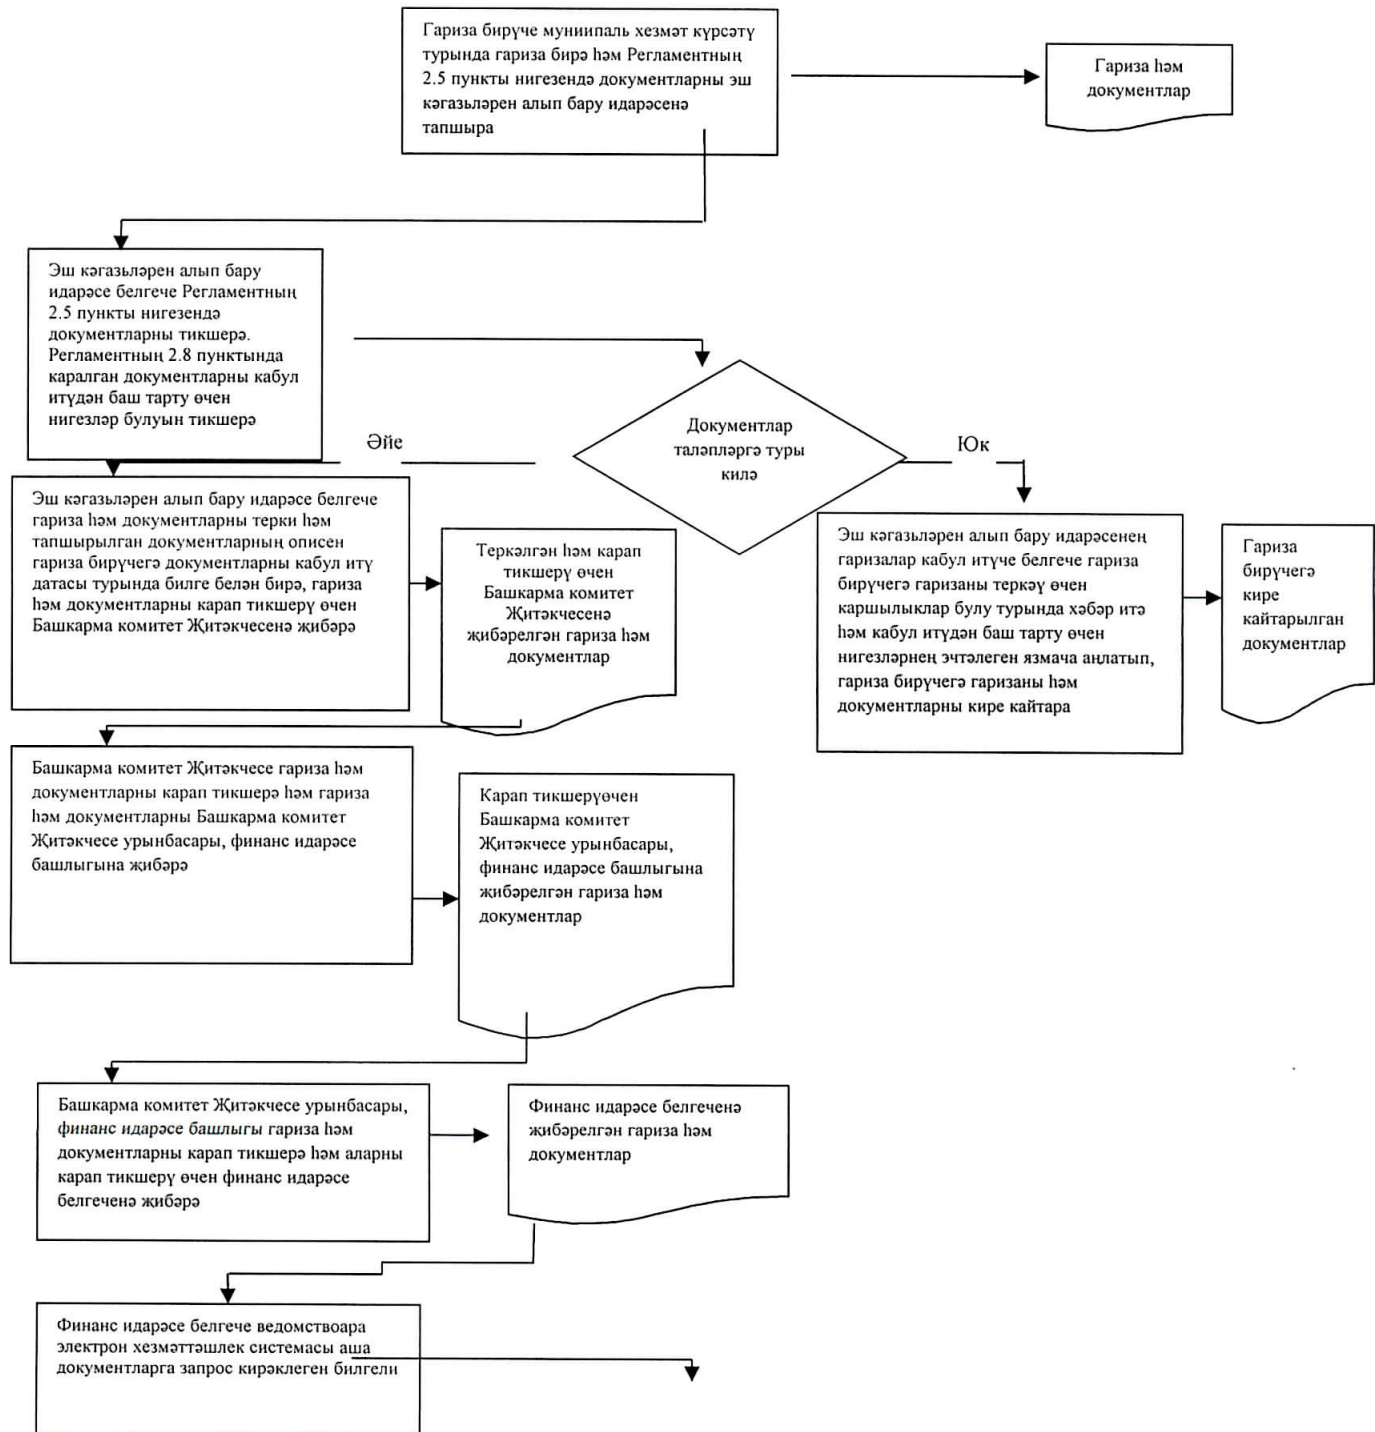 Гариза бирүче муниипаль хезмәт күрсәтү
турында гариза бирә һәм Регламентның
2.5 пункты нигезендә документларны эш
кәгазьләрен алып бару идарәсенә
тапшыра
Гариза һәм
документлар
Эш кәгазьләрен алып бару
идарәсе белгече Регламентның
2.5 пункты нигезендә
документларны тикшерә.
Регламентның 2.8 пунктында
каралган документларны кабул
итүдән баш тарту өчен
нигезләр булуын тикшерә
Документлар
таләпләргә туры
килә
Әйе
Юк
Эш кәгазьләрен алып бару идарәсе белгече
гариза һәм документларны терки һәм
тапшырылган документларның описен
гариза бирүчегә документларны кабул итү
датасы турында билге белән бирә, гариза
һәм документларны карап тикшерү өчен
Башкарма комитет Җитәкчесенә җибәрә
Теркәлгән һәм карап
тикшерү өчен
Башкарма комитет
Җитәкчесенә
җибәрелгән гариза һәм
документлар
Эш кәгазьләрен алып бару идарәсенең
гаризалар кабул итүче белгече гариза
бирүчегә гаризаны теркәү өчен
каршылыклар булу турында хәбәр итә
һәм кабул итүдән баш тарту өчен
нигезләрнең эчтәлеген язмача аңлатып,
гариза бирүчегә гаризаны һәм
документларны кире кайтара
Гариза
бирүчегә
кире
кайтарылган
документлар
Башкарма комитет Җитәкчесе гариза һәм
документларны карап тикшерә һәм гариза
һәм документларны Башкарма комитет
Җитәкчесе урынбасары, финанс идарәсе
башлыгына җибәрә
Карап тикшерүөчен
Башкарма комитет
Җитәкчесе урынбасары,
финанс идарәсе башлыгына
җибәрелгән гариза һәм
документлар
Башкарма комитет Җитәкчесе урынбасары,
финанс идарәсе башлыгы гариза һәм
документларны карап тикшерә һәм аларны
карап тикшерү өчен финанс идарәсе
белгеченә җибәрә
Финанс идарәсе белгеченә
җибәрелгән гариза һәм
документлар
Финанс идарәсе белгече ведомствоара
электрон хезмәттәшлек системасы аша
документларга запрос кирәклеген билгели